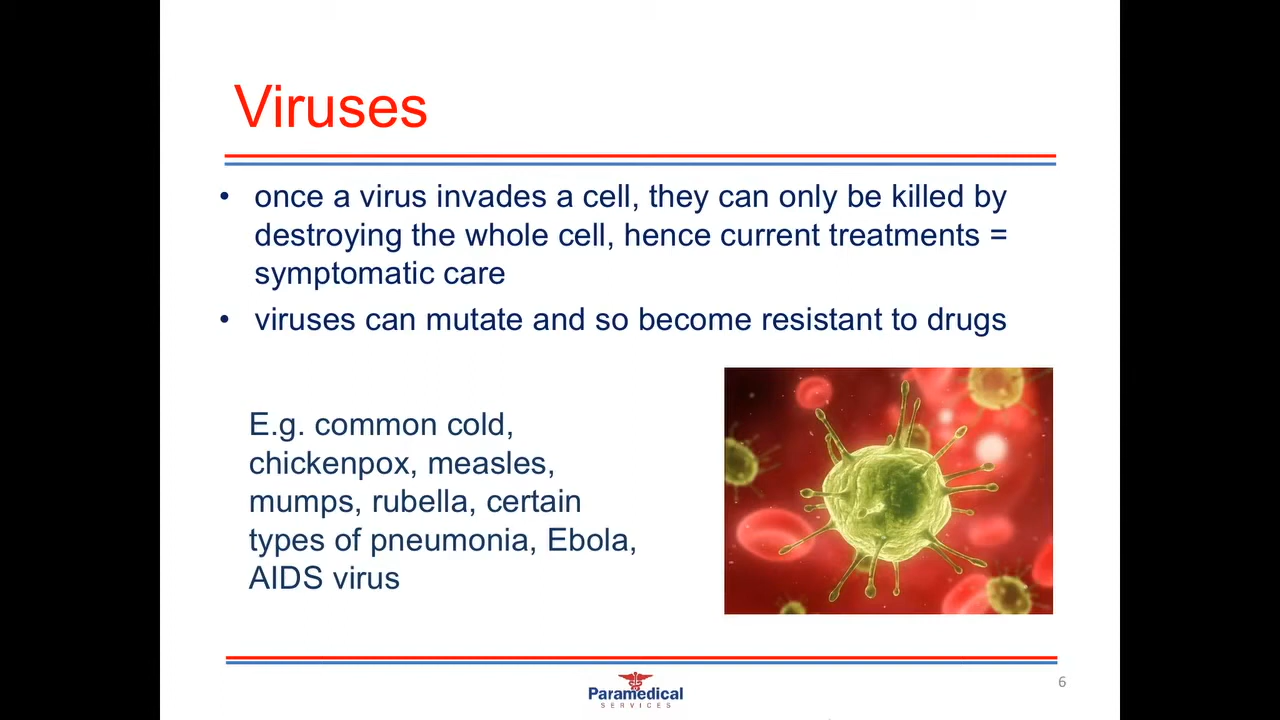 Viruses
• once a virus invades a cell, they can only be killed by
destroying the whole cell, hence current treatments =
symptomatic care
• viruses can mutate and so become resistant to drugs
E.g. common cold,
chickenpox, measles,
mumps, rubella, certain
types of pneumonia, Ebola,
AIDS virus
Paramedical
SERVICES
6